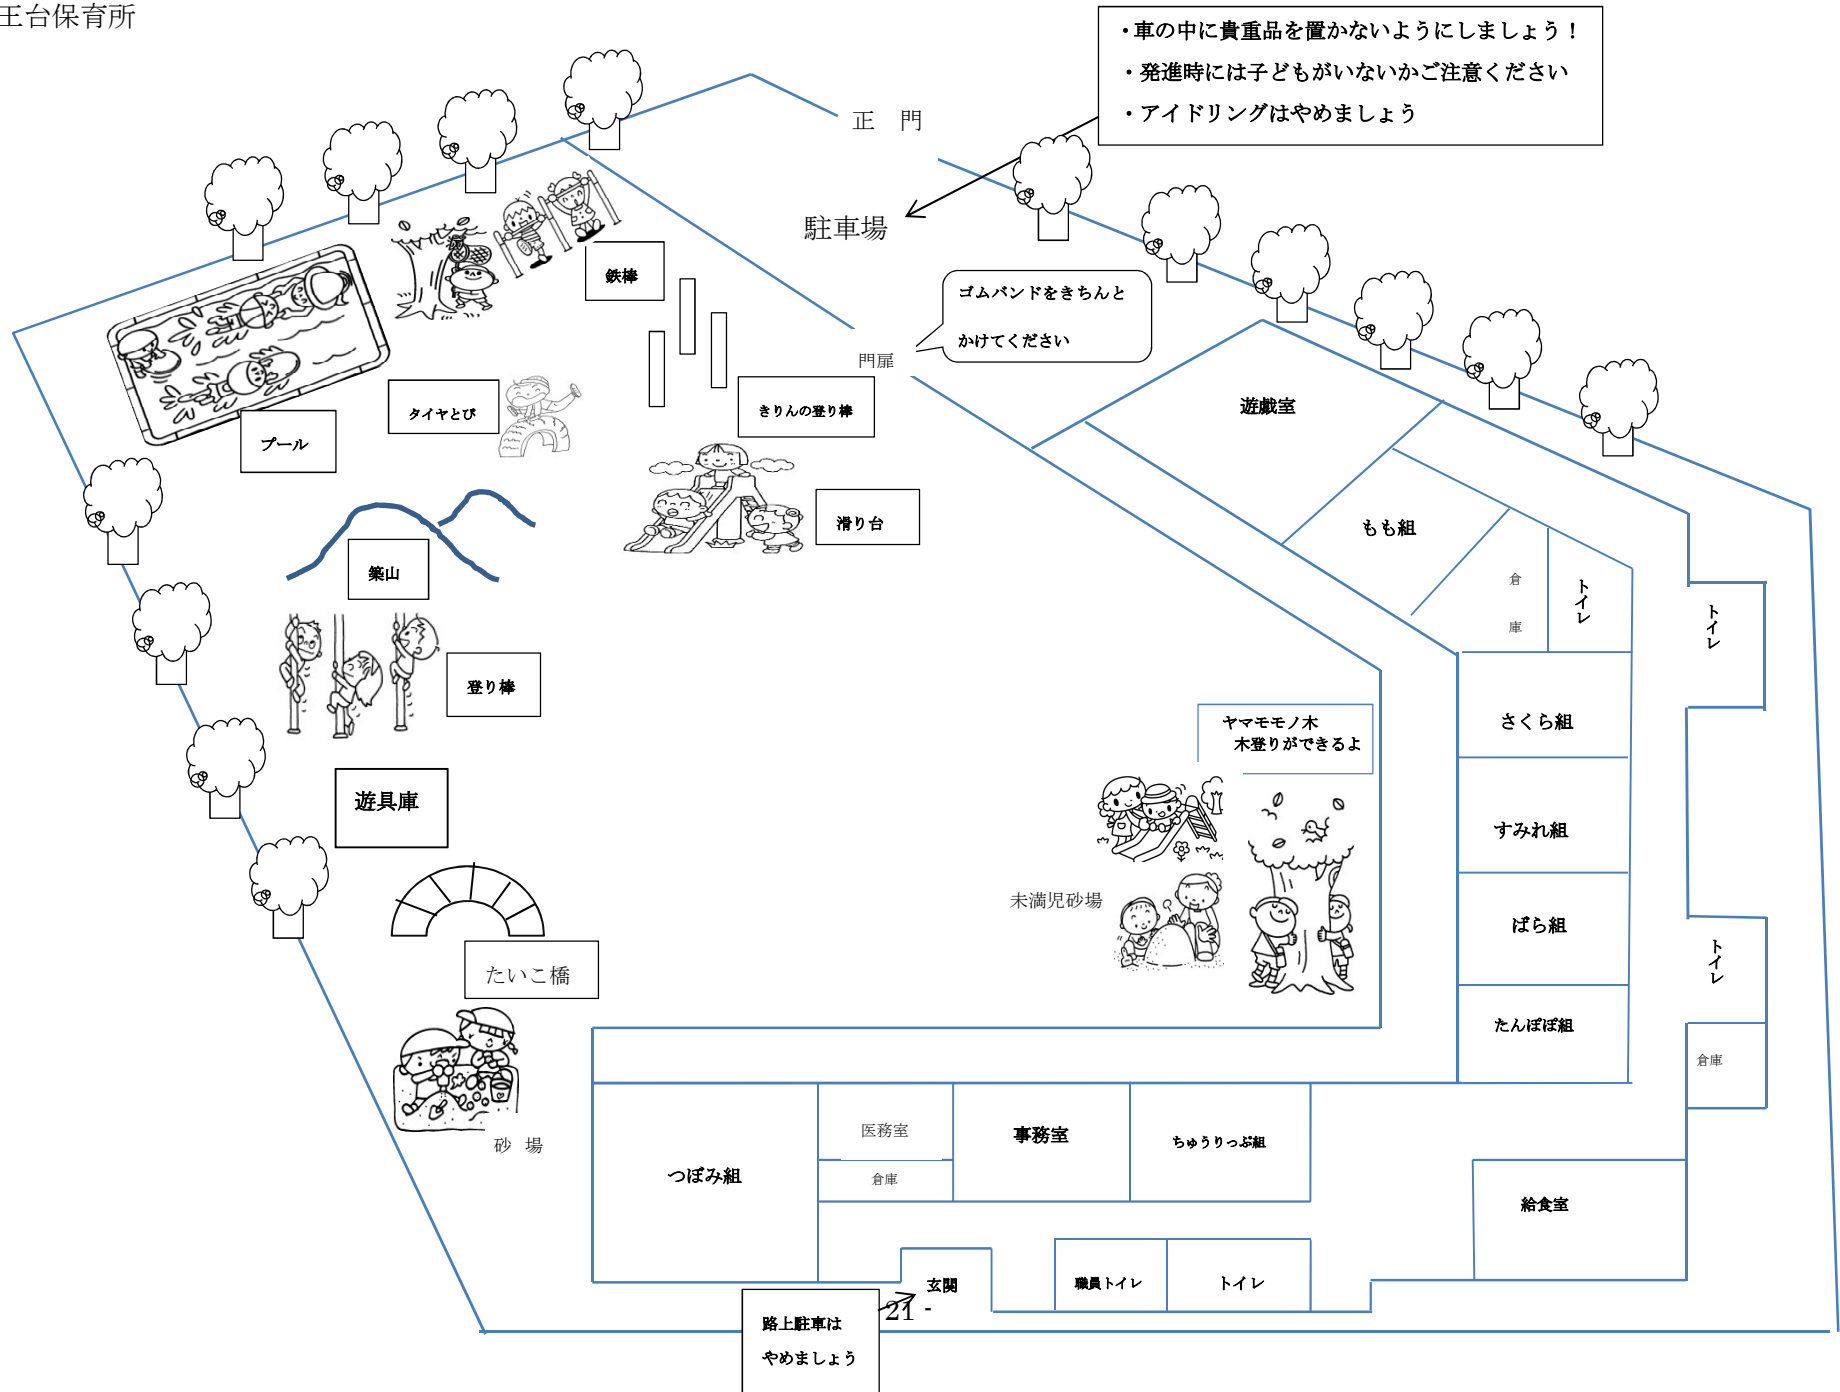 王台保育所
・車の中に貴重品を置かないようにしましょう！
・発進時には子どもがいないかご注意ください
・アイドリングはやめましょう
正　門
駐車場
鉄棒
ゴムバンドをきちんと
かけてください
門扉
タイヤとび
きりんの登り棒
プール
遊戯室
滑り台
もも組
築山
倉
庫
トイレ
トイレ
登り棒
ヤマモモノ木
木登りができるよ
さくら組
遊具庫
すみれ組
未満児砂場
ばら組
トイレ
たいこ橋
たんぽぽ組
倉庫
砂　場
医務室
事務室
ちゅうりっぷ組
つぼみ組
倉庫
給食室
玄関
職員トイレ
トイレ
21 -
路上駐車は
やめましょう